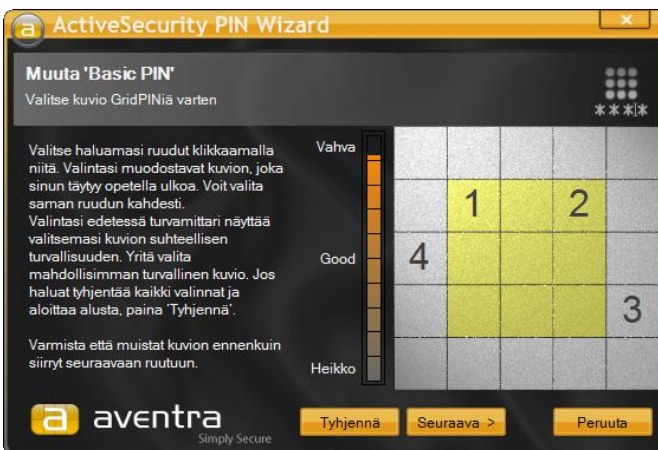 ActiveSecurity PIN Wizard
Muuta 'Basic PIN'
Valitse kuvio GridPINiä varten
****
Valitse haluamasi ruudut klikkaamalla
niitä. Valintasi muodostavat kuvion, joka
sinun täytyy opetella ulkoa. Voit valita
saman ruudun kahdesti.
Valintasi edetessä turvamittari näyttää
valitsemasi kuvion suhteellisen
turvallisuuden. Yritä valita
mahdollisimman turvallinen kuvio. Jos
haluat tyhjentää kaikki valinnat ja
aloittaa alusta, paina 'Tyhjennä'.
Varmista että muistat kuvion ennenkuin
siirryt seuraavaan ruutuun.
Vahva
Good
Heikko
1 2
4
3
a aventra
Simply Secure
Tyhjennä
Seuraava >
Peruuta